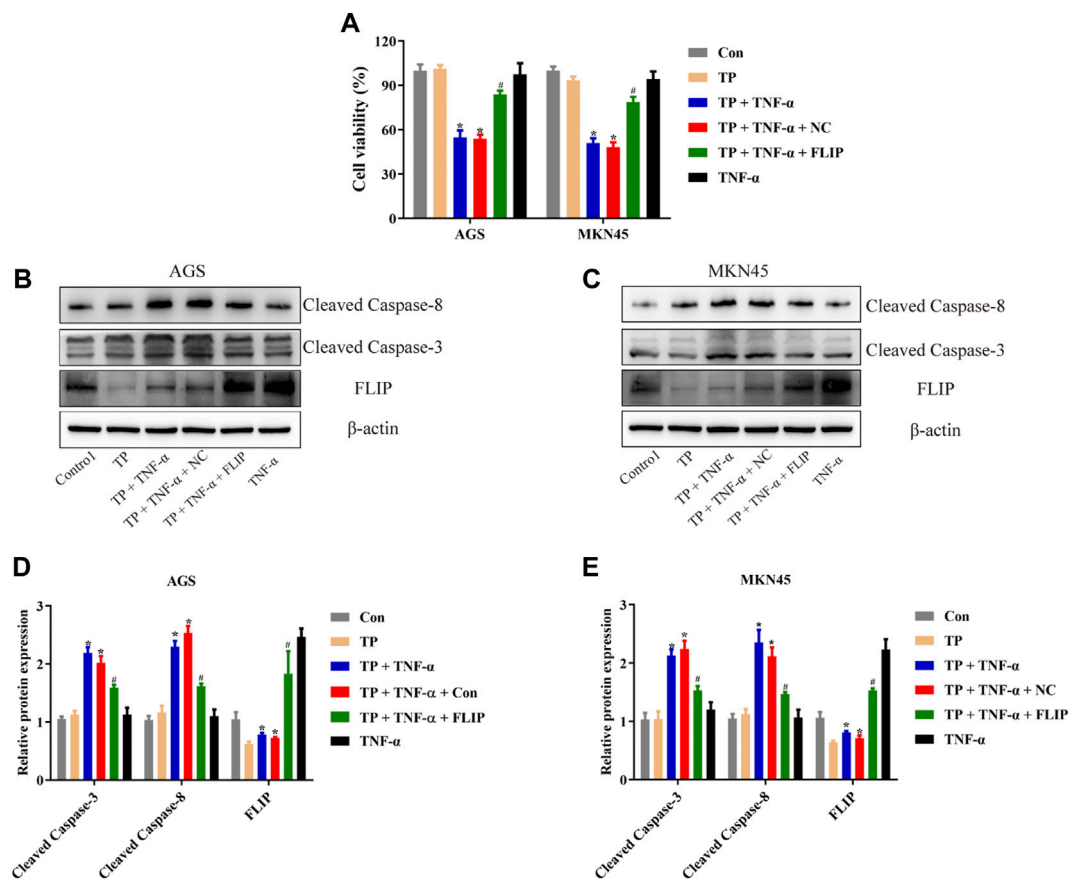 A
Cell viability (%)
120
90
60
30
0
* * #
* * #
AGS MKN45
Con
TP
TP + TNF-α
TP + TNF-α + NC
TP + TNF-α + FLIP
TNF-α
B
AGS
Cleaved Caspase-8
Cleaved Caspase-3
FLIP
β-actin
Control
TP
TP + TNF-α
TP + TNF-α + NC
TP + TNF-α + FLIP
TNF-α
C
MKN45
Cleaved Caspase-8
Cleaved Caspase-3
FLIP
β-actin
Control
TP
TP + TNF-α
TP + TNF-α + NC
TP + TNF-α + FLIP
TNF-α
D
AGS
Relative protein expression
3
2
1
0
* * #
* * #
* * #
Cleaved Caspase-3
Cleaved Caspase-8
FLIP
Con
TP
TP + TNF-α
TP + TNF-α + Con
TP + TNF-α + FLIP
TNF-α
E
MKN45
Relative protein expression
3
2
1
0
* * #
* * #
* * #
Cleaved Caspase-3
Cleaved Caspase-8
FLIP
Con
TP
TP + TNF-α
TP + TNF-α + NC
TP + TNF-α + FLIP
TNF-α